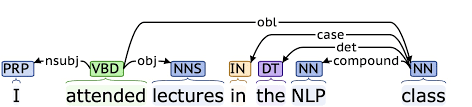 obl
case
det
nsubj obj compound
PRP VBD NNS IN DT NN NN
I attended lectures in the NLP class